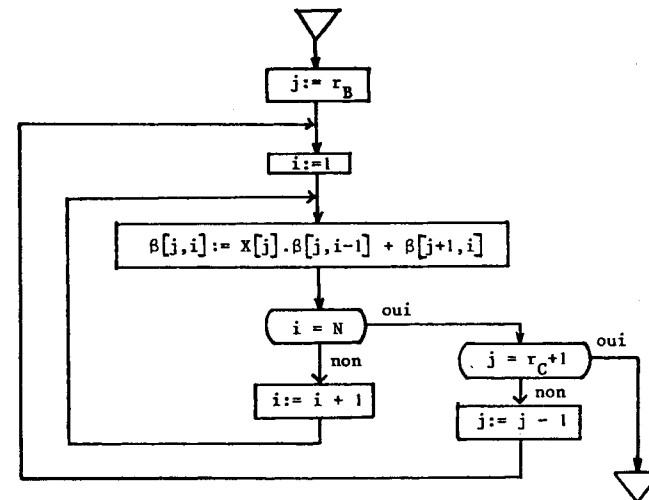 j:= r_B
i:=1
β[j,i]:= X[j].β[j,i-1] + β[j+1,i]
i = N
oui
non
i:= i + 1
j = r_C+1
oui
non
j:= j - 1